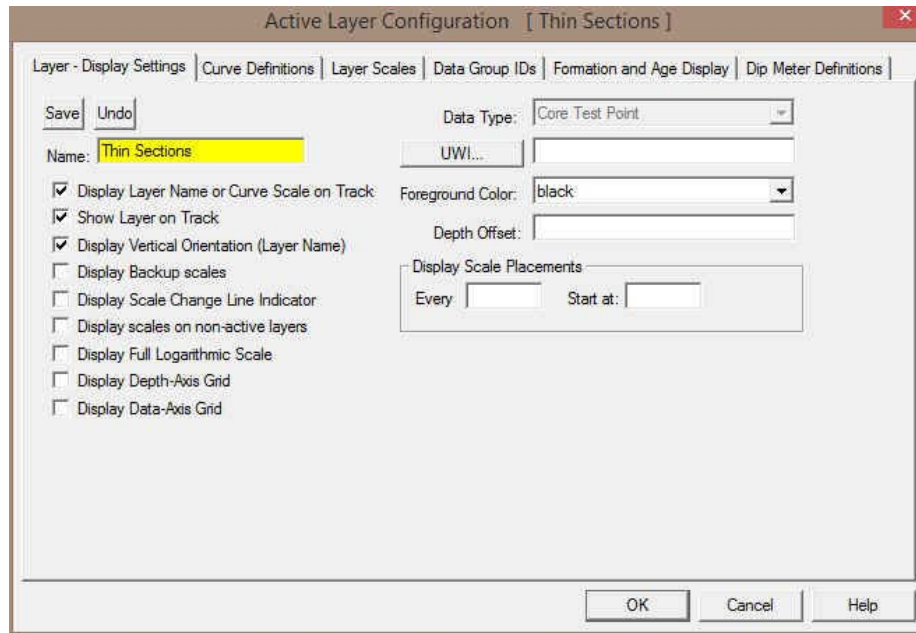 Active Layer Configuration [ Thin Sections ]
Layer - Display Settings Curve Definitions Layer Scales Data Group IDs Formation and Age Display Dip Meter Definitions
Save Undo
Name: Thin Sections
Display Layer Name or Curve Scale on Track
Show Layer on Track
Display Vertical Orientation (Layer Name)
Display Backup scales
Display Scale Change Line Indicator
Display scales on non-active layers
Display Full Logarithmic Scale
Display Depth-Axis Grid
Display Data-Axis Grid
Data Type: Core Test Point
UWI...
Foreground Color: black
Depth Offset:
Display Scale Placements
Every Start at:
OK Cancel Help